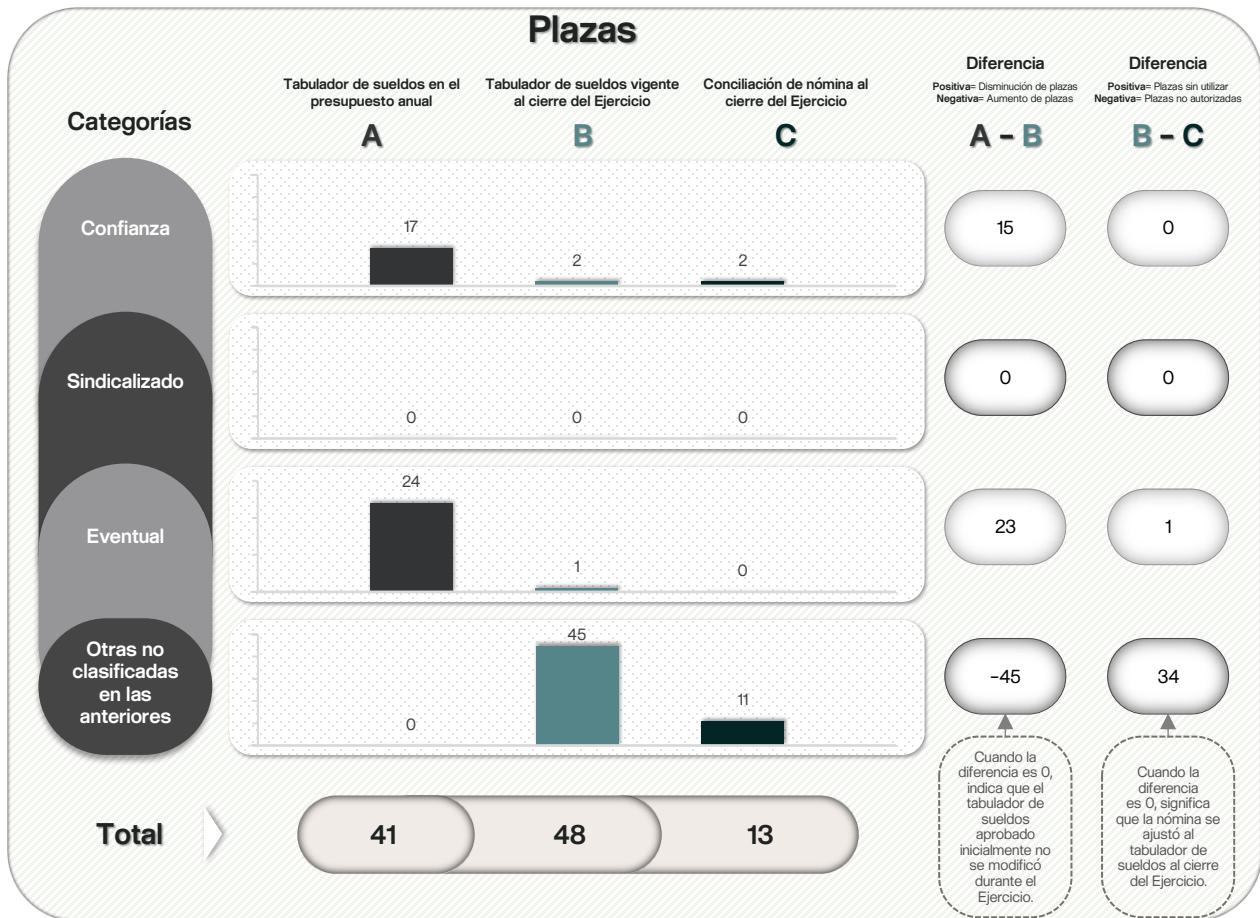 Plazas
Categorías
Tabulador de sueldos en el
presupuesto anual
A
Tabulador de sueldos vigente
al cierre del Ejercicio
B
Conciliación de nómina al
cierre del Ejercicio
C
Diferencia
Positiva= Disminución de plazas
Negativa= Aumento de plazas
A - B
Diferencia
Positiva= Plazas sin utilizar
Negativa= Plazas no autorizadas
B - C
Confianza
17
2
2
15
0
Sindicalizado
0
0
0
0
0
Eventual
24
1
0
23
1
Otras no
clasificadas
en las
anteriores
0
45
11
-45
34
Total
41
48
13
Cuando la
diferencia es 0,
indica que el
tabulador de
sueldos
aprobado
inicialmente no
se modificó
durante el
Ejercicio.
Cuando la
diferencia
es 0, significa
que la nómina se
ajustó al
tabulador de
sueldos al cierre
del Ejercicio.